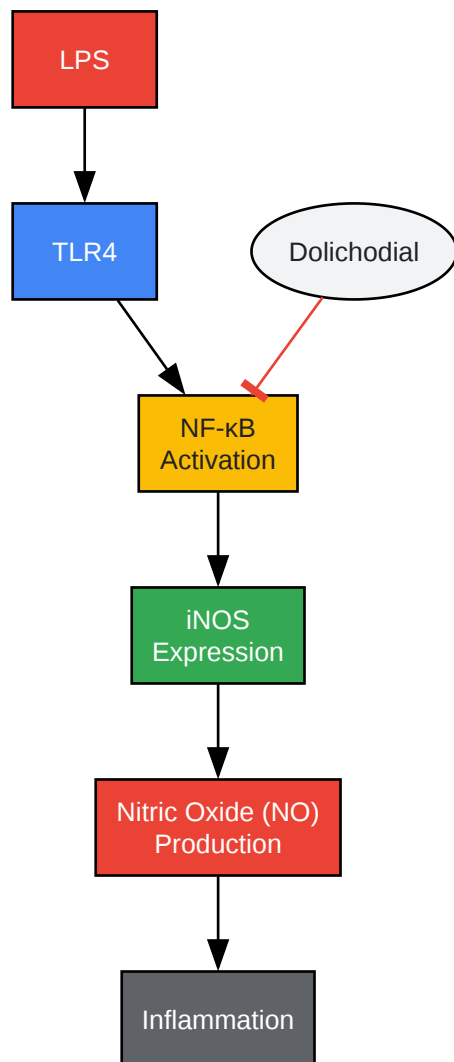 LPS
TLR4
Dolichodial
NF-κB
Activation
iNOS
Expression
Nitric Oxide (NO)
Production
Inflammation